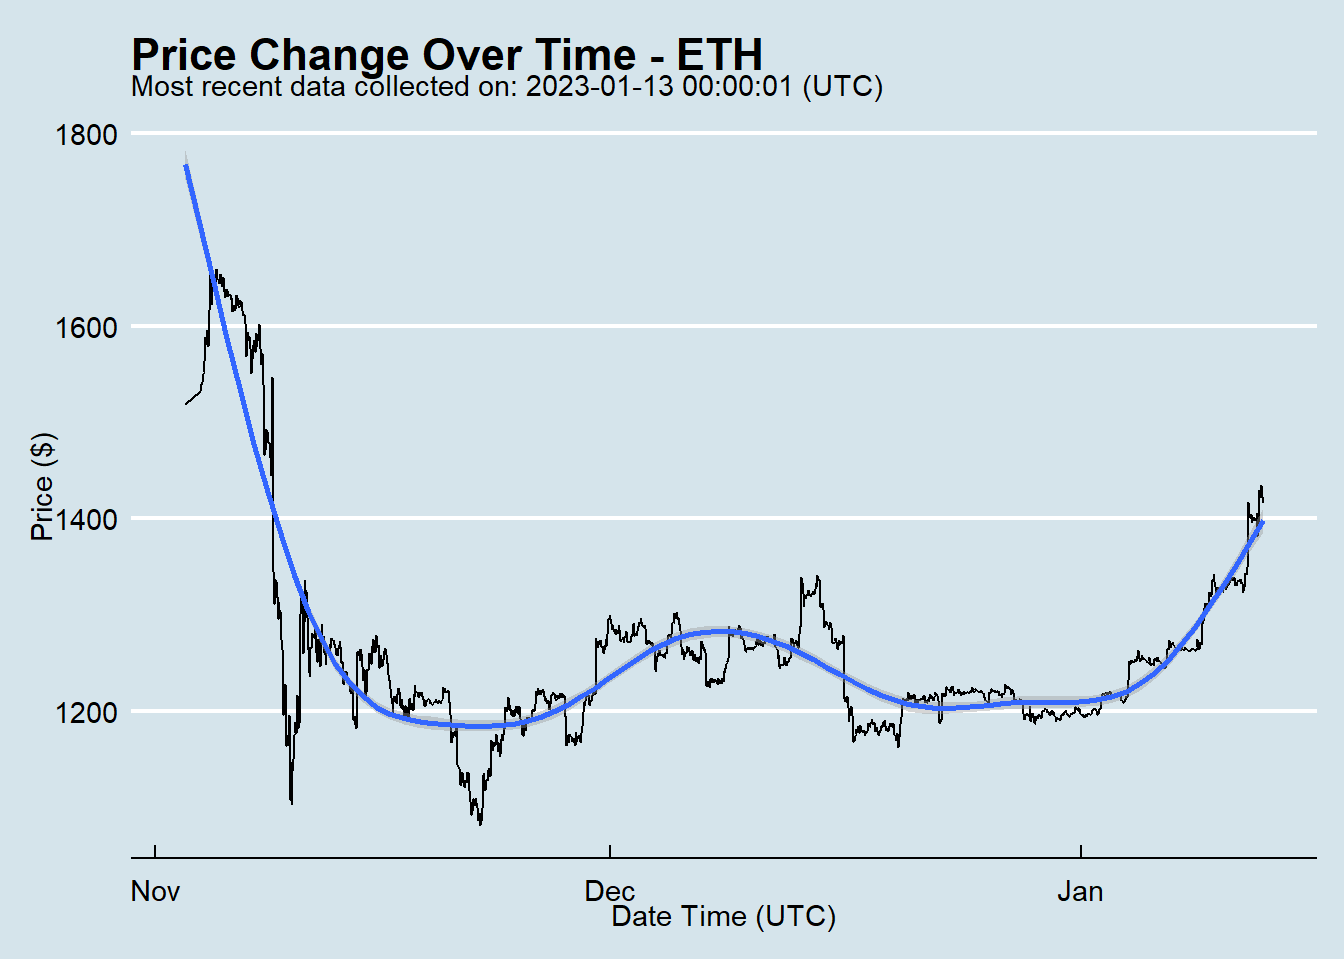 Price Change Over Time - ETH
Most recent data collected on: 2023-01-13 00:00:01 (UTC)
1800
1600
1400
1200
Price ($)
Nov
Dec
Jan
Date Time (UTC)